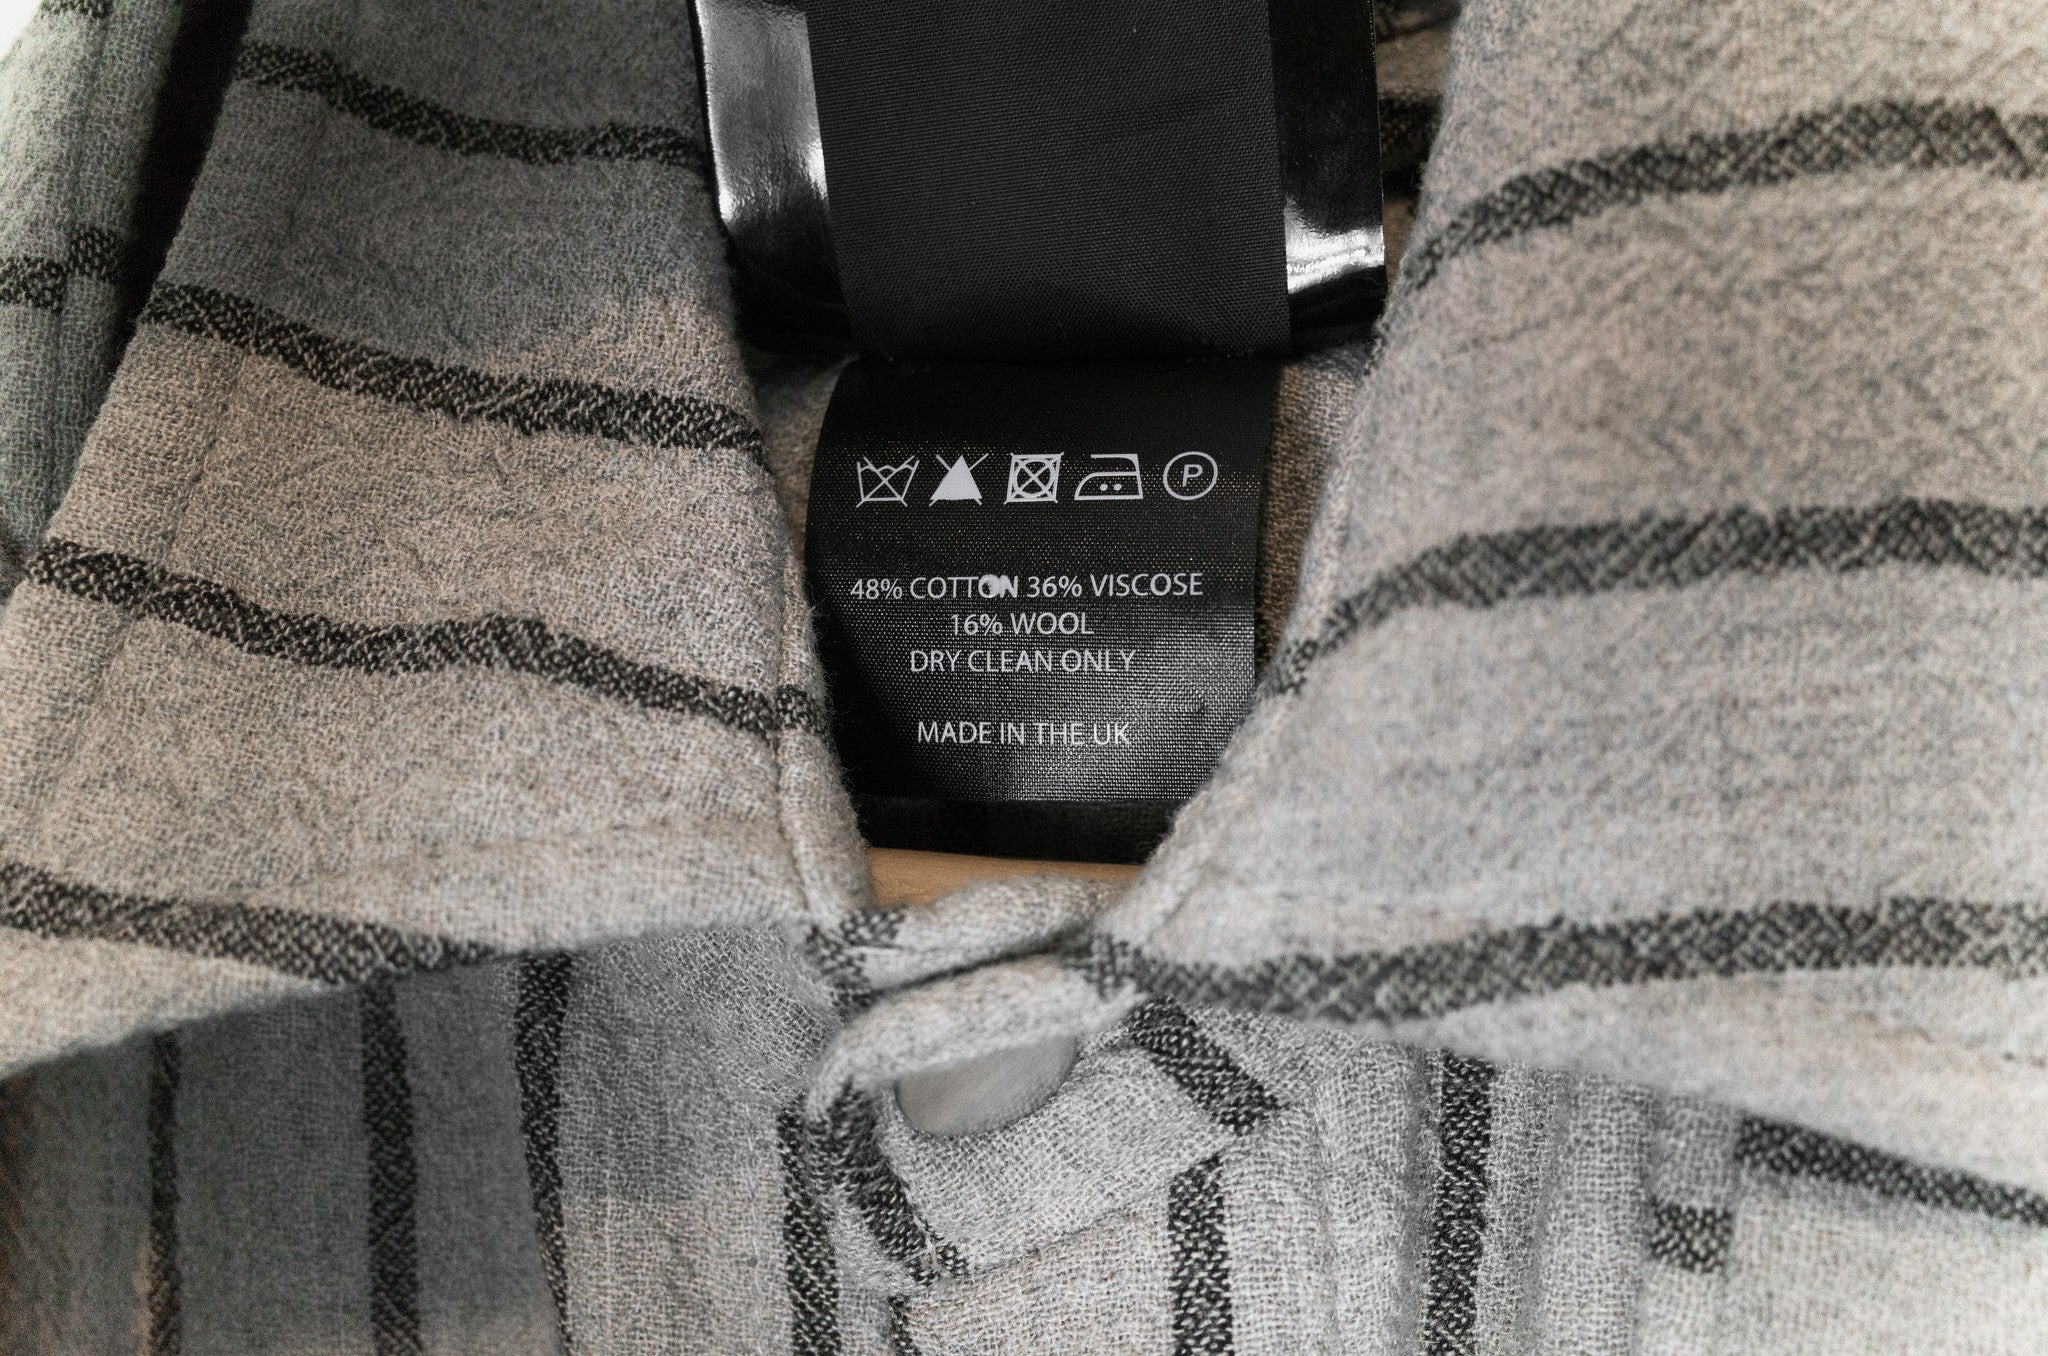 P
48% COTTON 36% VISCOSE
16% WOOL
DRY CLEAN ONLY
MADE IN THE UK